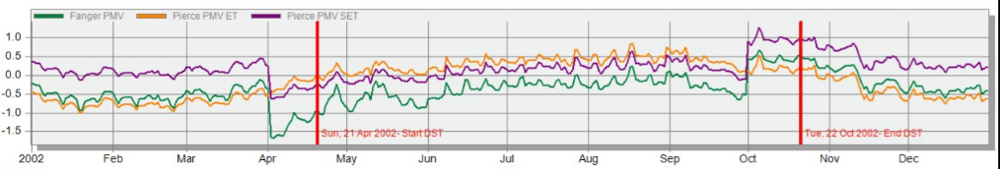 Fanger PMV Pierce PMV ET Pierce PMV SET
1.0
0.5
0.0
-0.5
-1.0
-1.5
Sun, 21 Apr 2002- Start DST Tue, 22 Oct 2002- End DST
2002 Feb Mar Apr May Jun Jul Aug Sep Oct Nov Dec